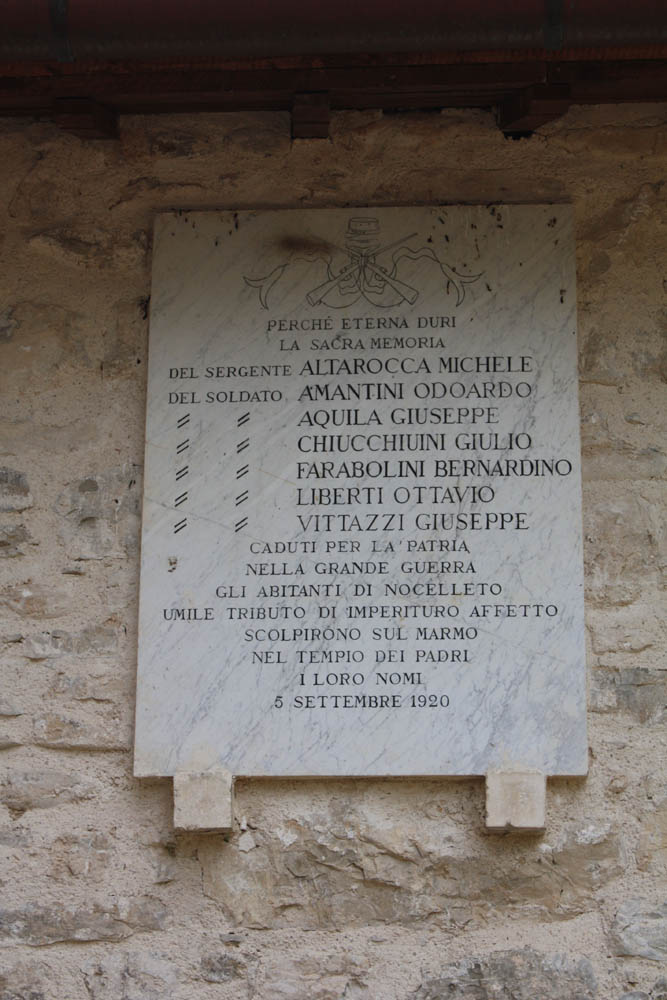 PERCHÉ ETERNA DURI
LA SACRA MEMORIA
DEL SERGENTE ALTAROCCA MICHELE
DEL SOLDATO AMANTINI ODOARDO
〃 〃 AQUILA GIUSEPPE
〃 〃 CHIUCCHIUINI GIULIO
〃 〃 FARABOLINI BERNARDINO
〃 〃 LIBERTI OTTAVIO
〃 〃 VITTAZZI GIUSEPPE
CADUTI PER LA PATRIA
NELLA GRANDE GUERRA
GLI ABITANTI DI NOCELLETO
UMILE TRIBUTO DI IMPERITURO AFFETTO
SCOLPIRONO SUL MARMO
NEL TEMPIO DEI PADRI
I LORO NOMI
5 SETTEMBRE 1920